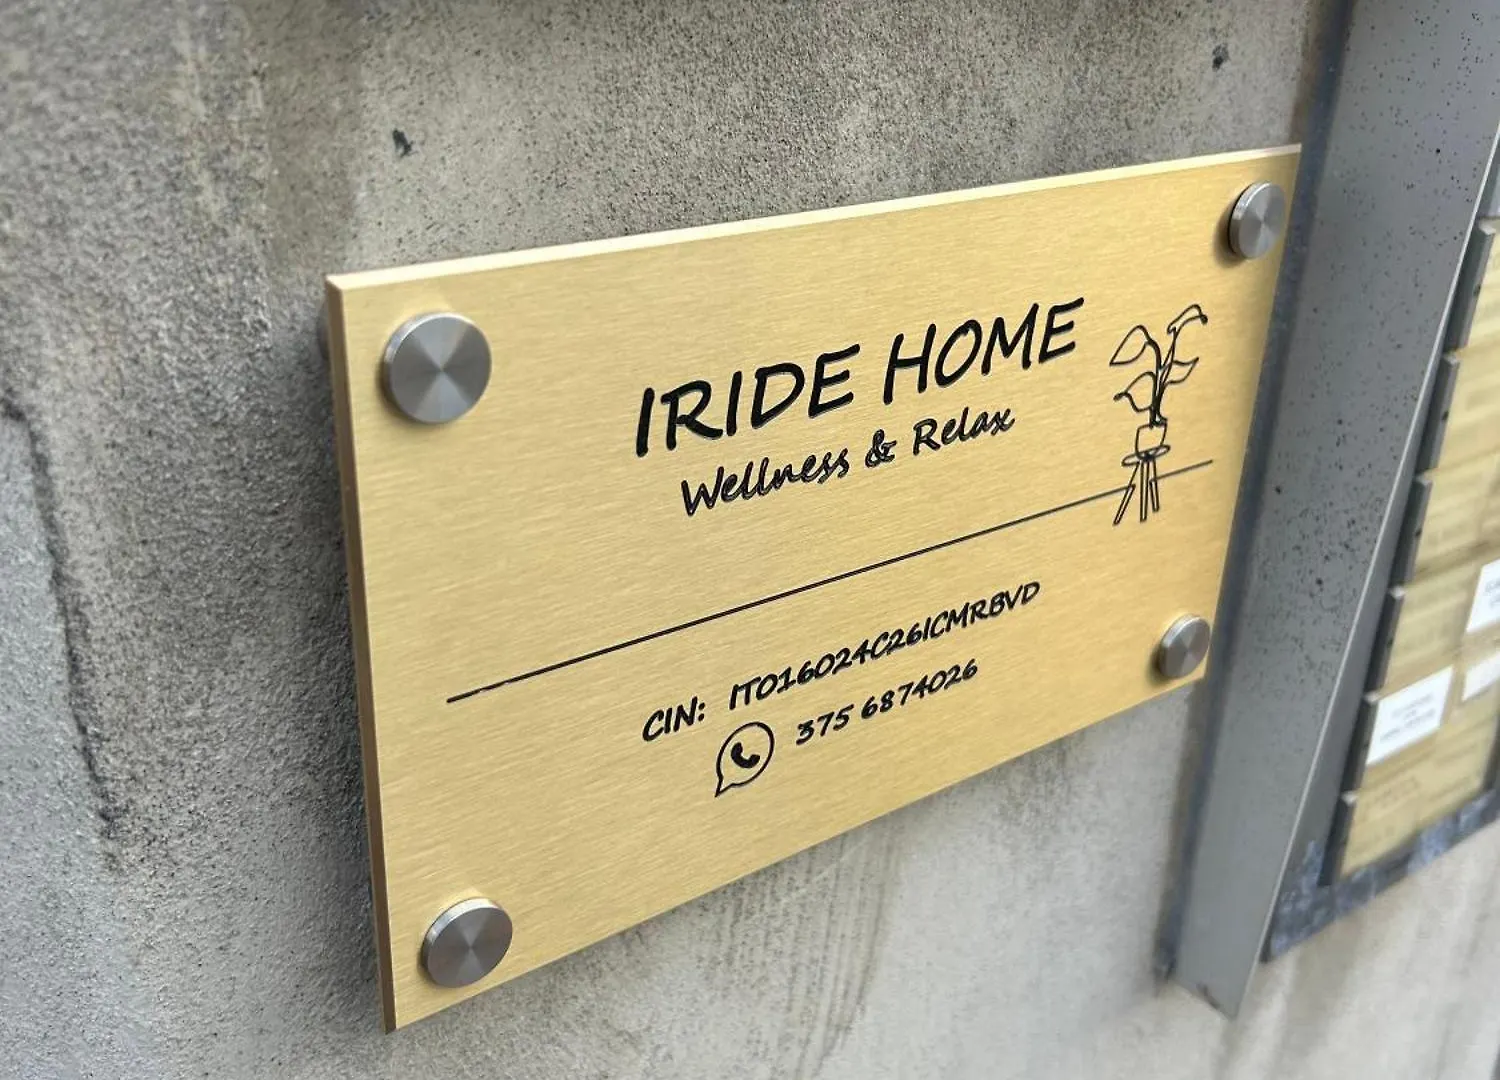 IRIDE HOME
Wellness & Relax
CIN: IT016024C26ICMRBVD
375 6874026